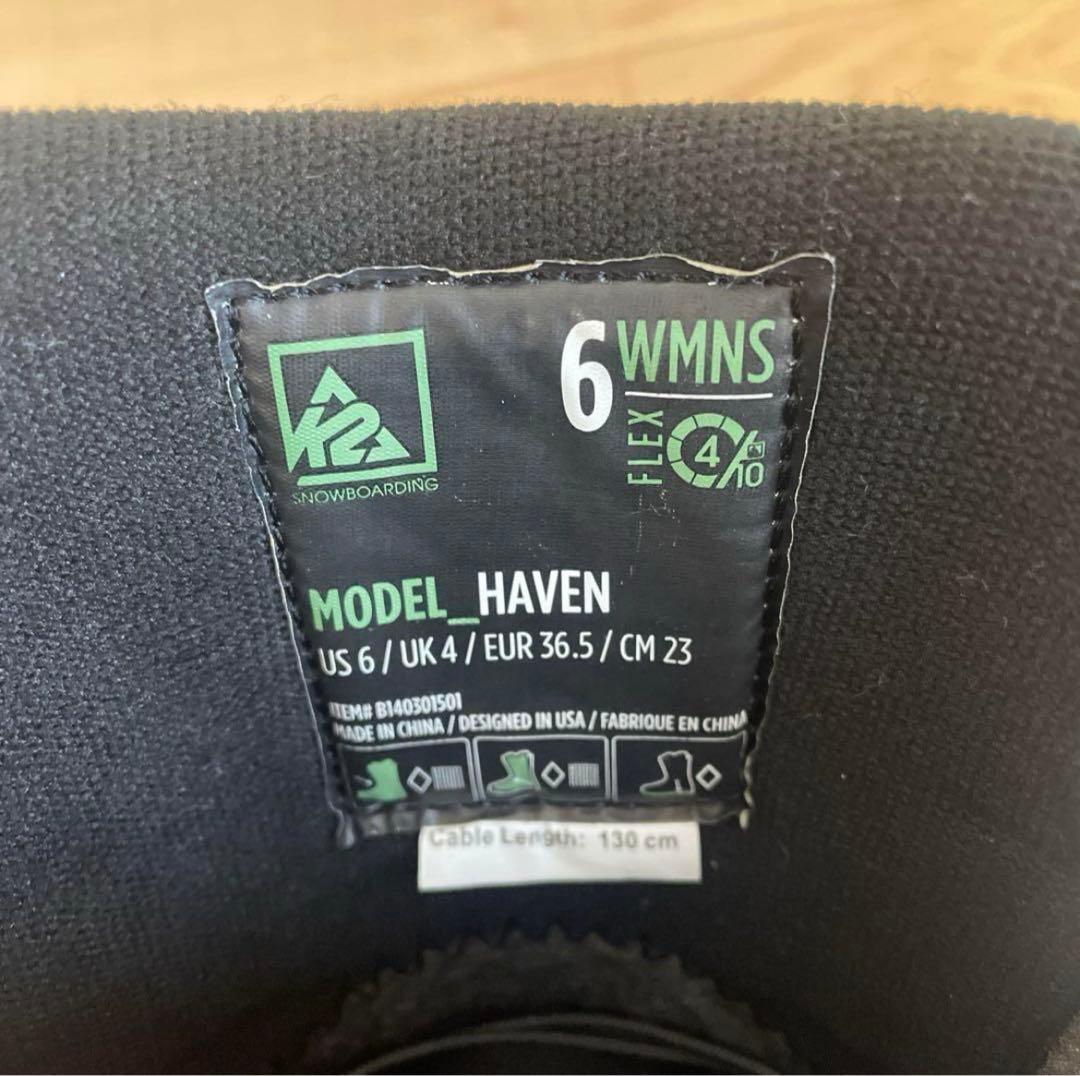 K2
SNOWBOARDING
6 WMNS
FLEX 4/10
MODEL_HAVEN
US 6 / UK 4 / EUR 36.5 / CM 23
ITEM# B140301501
MADE IN CHINA / DESIGNED IN USA / FABRIQUE EN CHINA
Cable Length: 130 cm